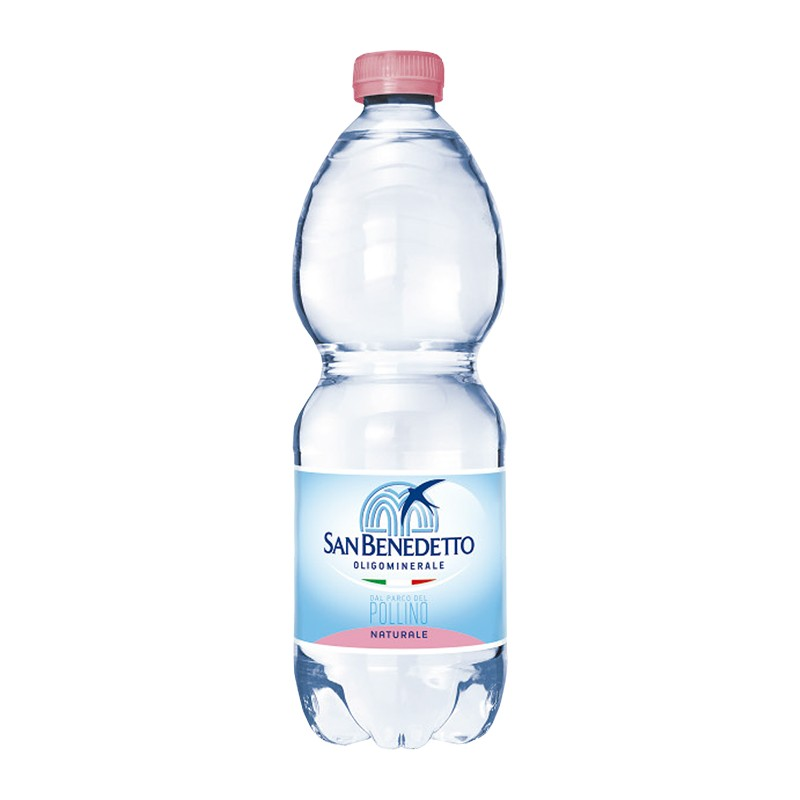 SAN BENEDETTO
OLIGOMINERALE
DAL PARCO DEL
POLLINO
NATURALE